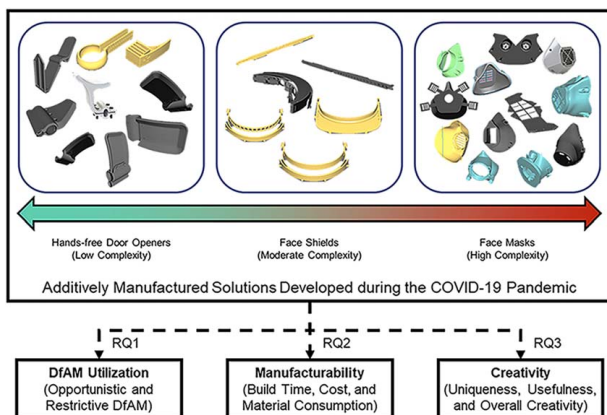 Hands-free Door Openers
(Low Complexity)
Face Shields
(Moderate Complexity)
Face Masks
(High Complexity)
Additively Manufactured Solutions Developed during the COVID-19 Pandemic
RQ1
RQ2
RQ3
DfAM Utilization
(Opportunistic and
Restrictive DfAM)
Manufacturability
(Build Time, Cost, and
Material Consumption)
Creativity
(Uniqueness, Usefulness,
and Overall Creativity)